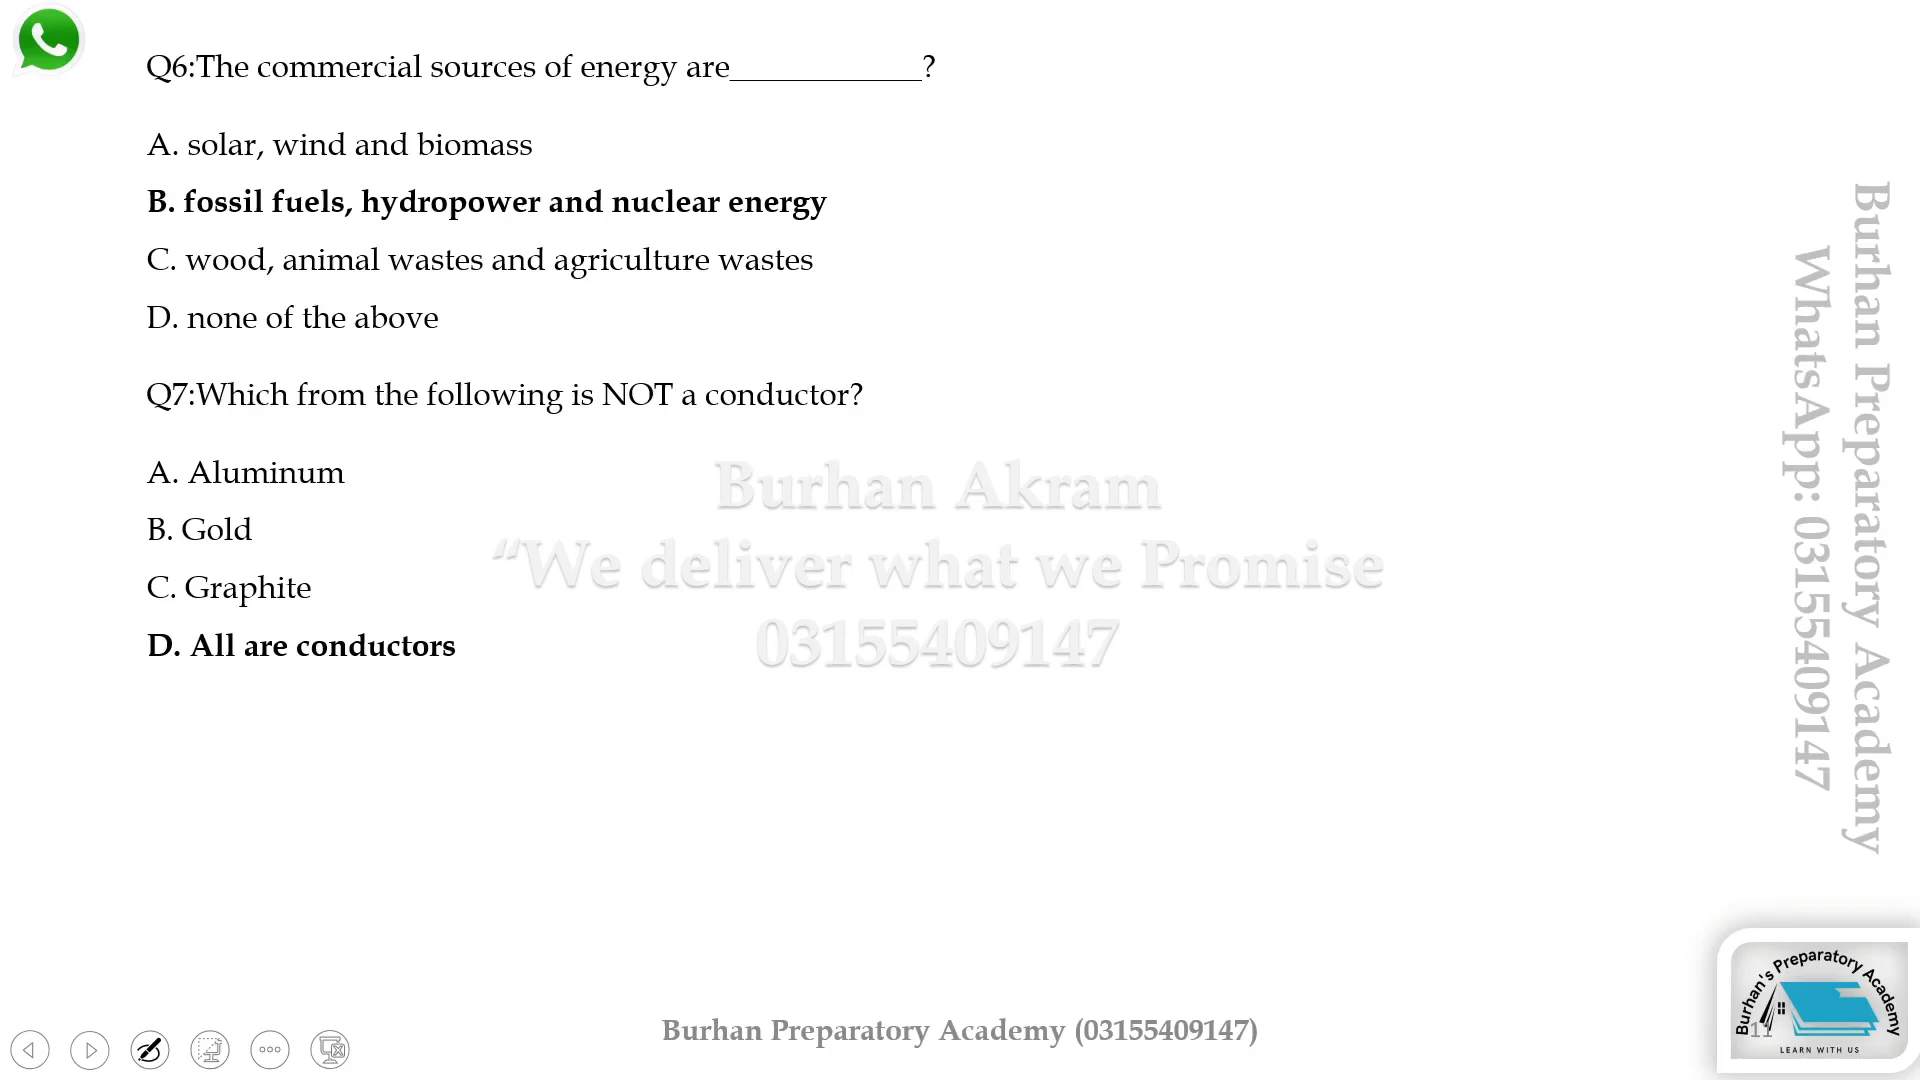 Q6:The commercial sources of energy are____________?
A. solar, wind and biomass
B. fossil fuels, hydropower and nuclear energy
C. wood, animal wastes and agriculture wastes
D. none of the above
Q7:Which from the following is NOT a conductor?
A. Aluminum
B. Gold
C. Graphite
D. All are conductors
Burhan Akram
“We deliver what we Promise
03155409147
Burhan Preparatory Academy
WhatsApp: 03155409147
Burhan Preparatory Academy (03155409147)
Burhan's Preparatory Academy
11
LEARN WITH US